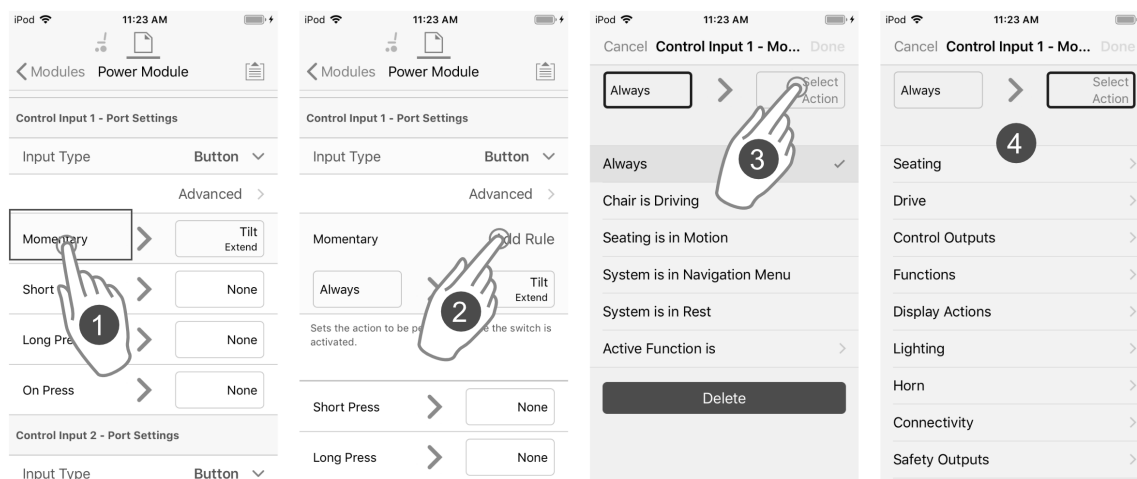 iPod 11:23 AM
Modules Power Module
Control Input 1 - Port Settings
Input Type Button
Advanced
Momentary Tilt
Extend
Short None
Long Pre None
On Press None
Control Input 2 - Port Settings
Input Type Button
1
iPod 11:23 AM
Modules Power Module
Control Input 1 - Port Settings
Input Type Button
Advanced
Momentary Add Rule
Always Tilt
Extend
Sets the action to be pe e the switch is
activated.
Short Press None
Long Press None
2
iPod 11:23 AM
Cancel Control Input 1 - Mo... Done
Always Select
Action
Always
Chair is Driving
Seating is in Motion
System is in Navigation Menu
System is in Rest
Active Function is
Delete
3
iPod 11:23 AM
Cancel Control Input 1 - Mo... Done
Always Select
Action
4
Seating
Drive
Control Outputs
Functions
Display Actions
Lighting
Horn
Connectivity
Safety Outputs